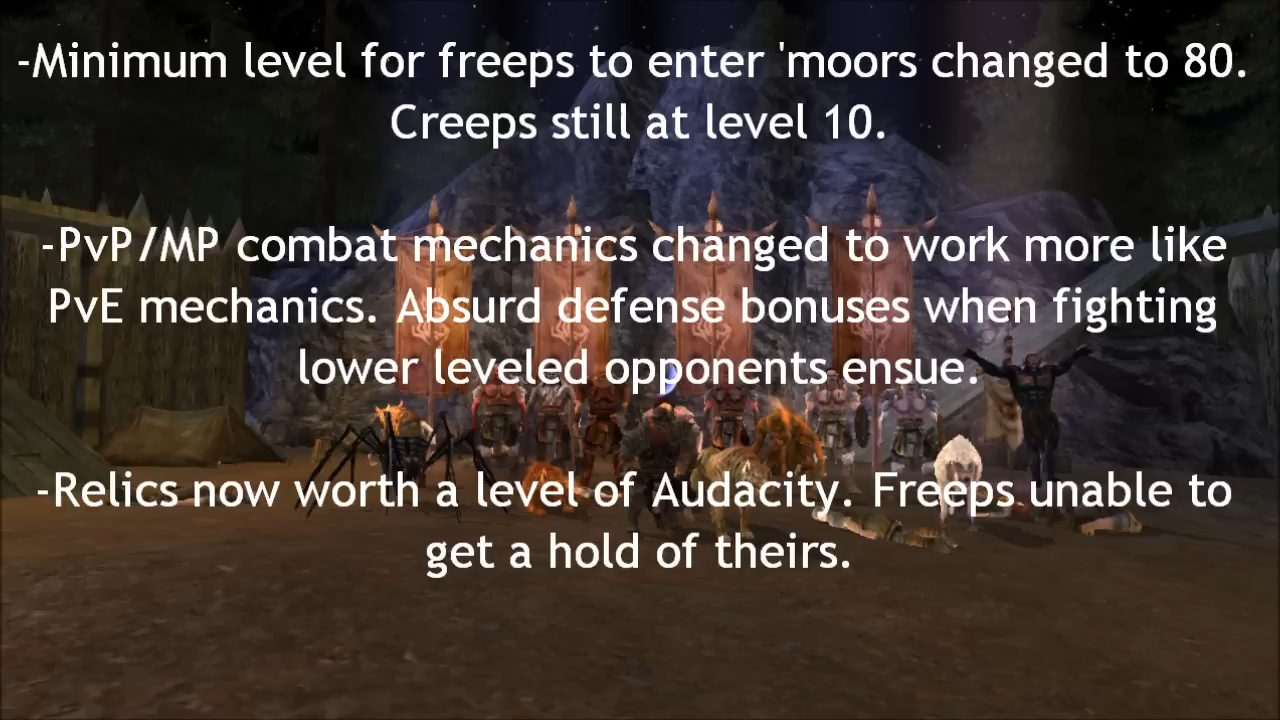 -Minimum level for freeps to enter 'moors changed to 80.
Creeps still at level 10.
-PvP/MP combat mechanics changed to work more like
PvE mechanics. Absurd defense bonuses when fighting
lower leveled opponents ensue.
-Relics now worth a level of Audacity. Freeps unable to
get a hold of theirs.